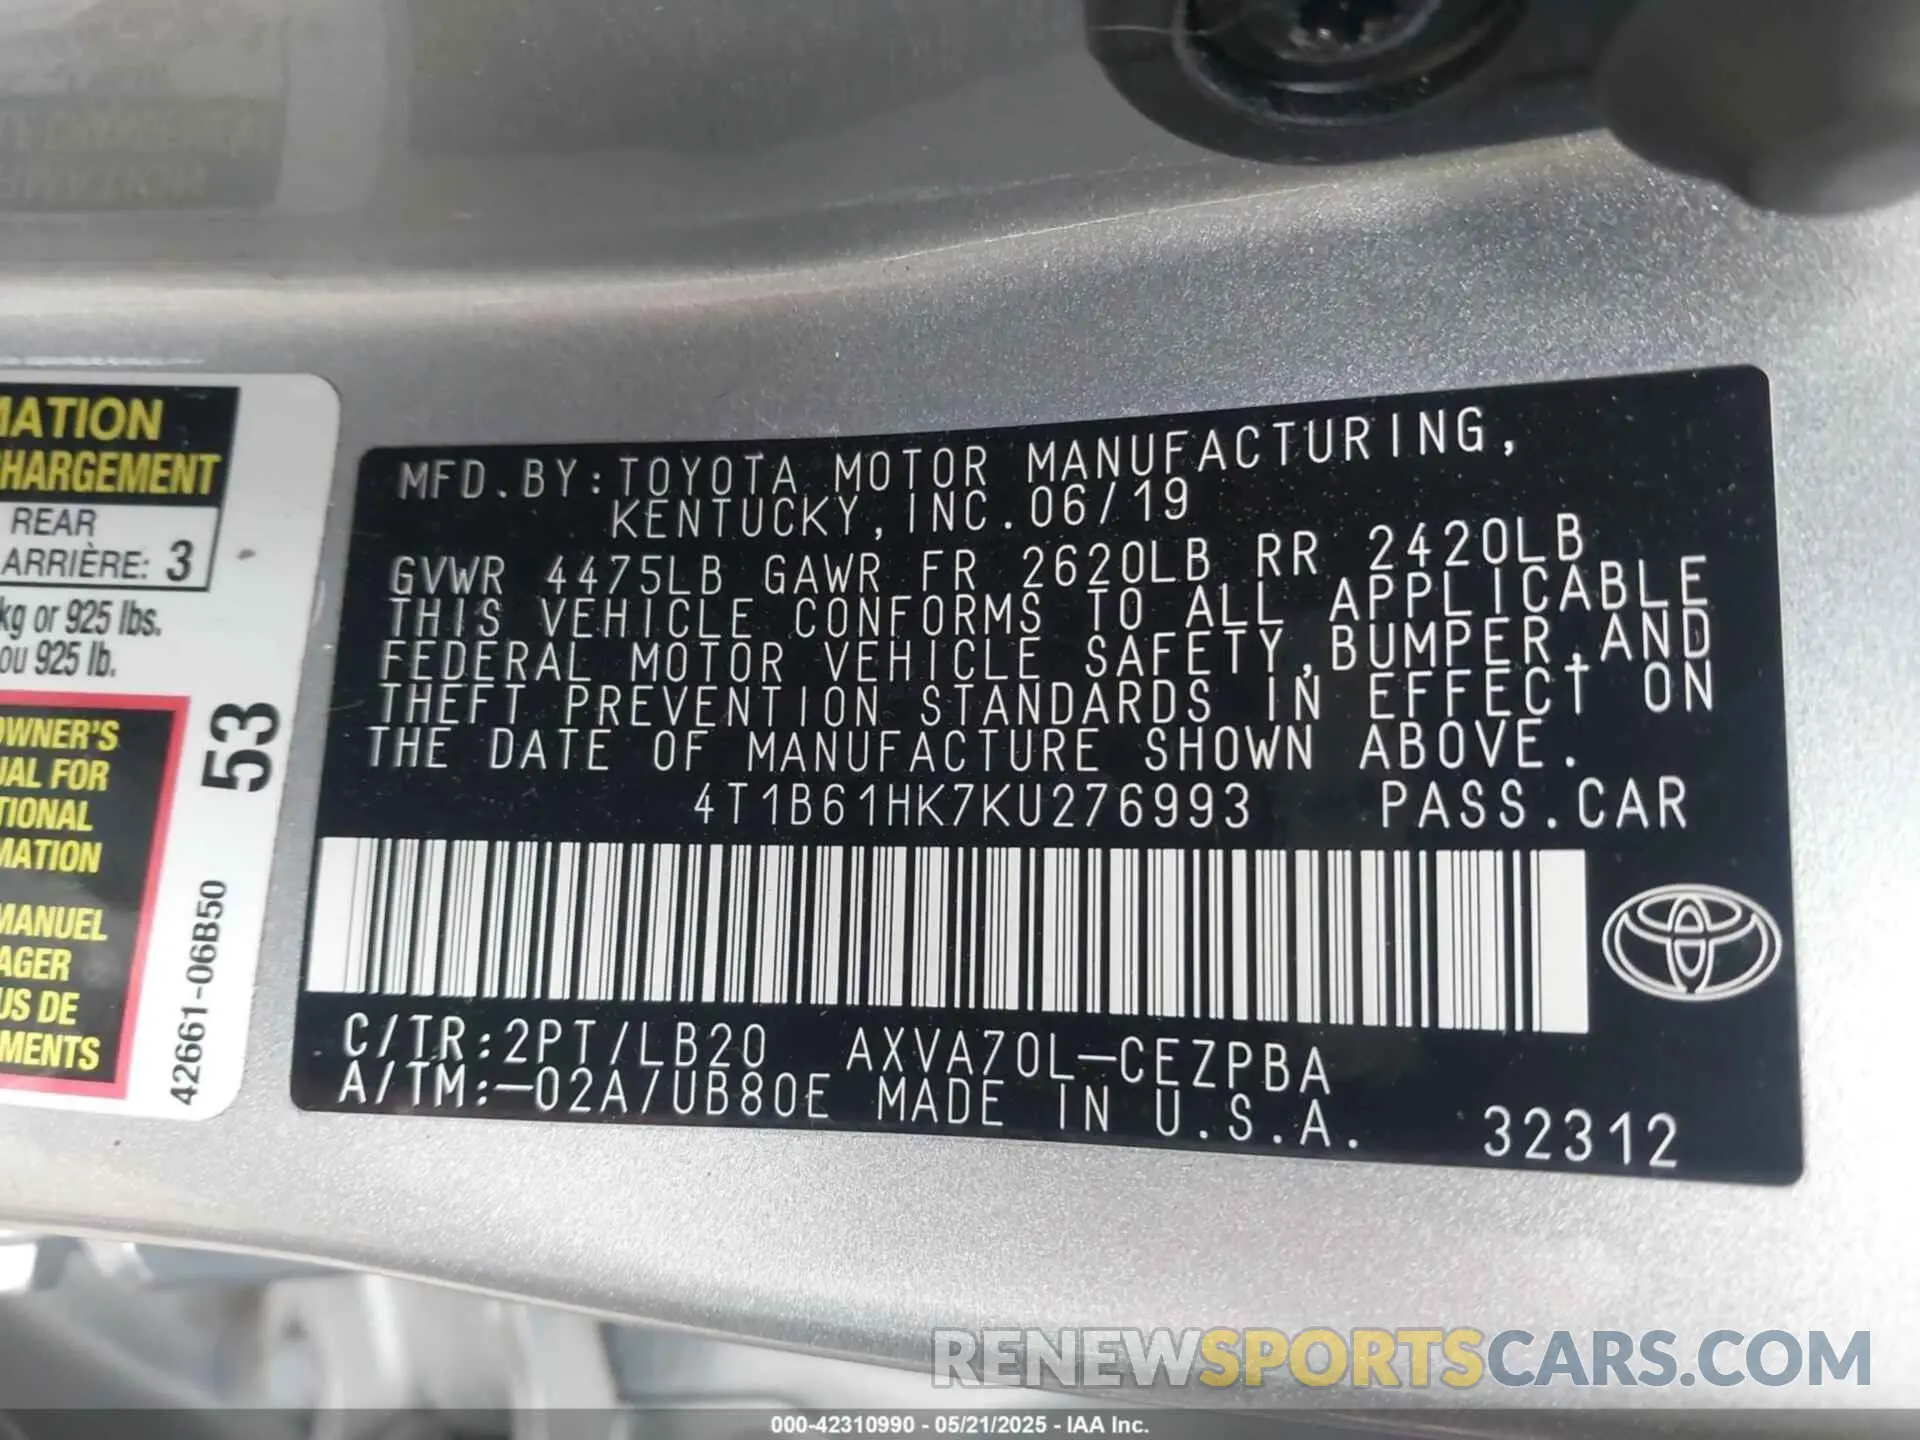 MATION
CHARGEMENT
REAR
ARRIÈRE: 3
kg or 925 lbs.
ou 925 lb.
OWNER'S
UAL FOR
TIONAL
MATION
MANUEL
AGER
US DE
MENTS
53
42661-06B50
MFD.BY:TOYOTA MOTOR MANUFACTURING,
KENTUCKY,INC.06/19
GVWR 4475LB GAWR FR 2620LB RR 2420LB
THIS VEHICLE CONFORMS TO ALL APPLICABLE
FEDERAL MOTOR VEHICLE SAFETY,BUMPER,AND
THEFT PREVENTION STANDARDS IN EFFECT ON
THE DATE OF MANUFACTURE SHOWN ABOVE.
4T1B61HK7KU276993 PASS.CAR
C/TR:2PT/LB20 AXVA70L-CEZPBA
A/TM:-02A/UB80E MADE IN U.S.A. 32312
RENEWSPORTSCARS.COM
000-42310990 - 05/21/2025 - IAA Inc.